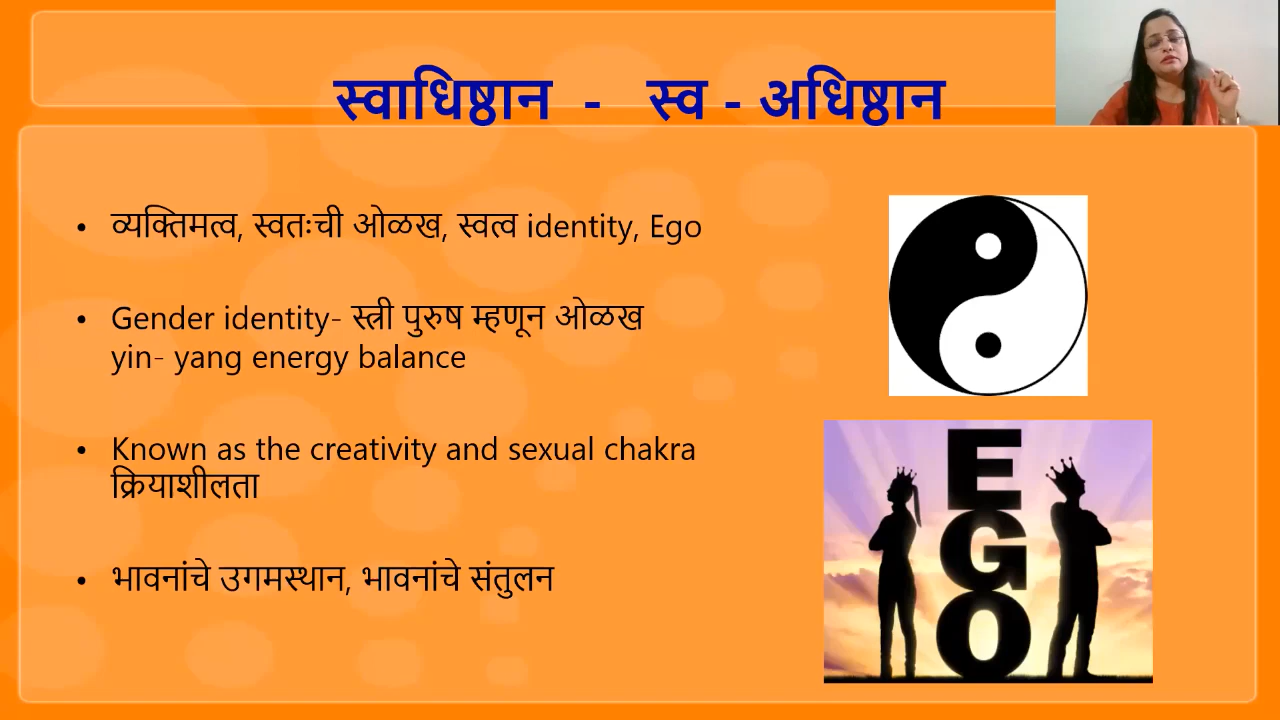 स्वाधिष्ठान - स्व - अधिष्ठान
• व्यक्तिमत्व, स्वतःची ओळख, स्वत्व identity, Ego
• Gender identity- स्त्री पुरुष म्हणून ओळख
yin- yang energy balance
• Known as the creativity and sexual chakra
क्रियाशीलता
• भावनांचे उगमस्थान, भावनांचे संतुलन
E
G
O